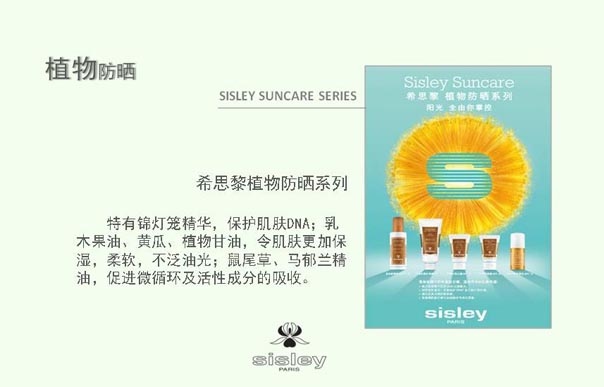 植物防晒
SISLEY SUNCARE SERIES
Sisley Suncare
希思黎 植物防晒系列
阳光 全由你掌控
希思黎植物防晒系列
特有锦灯笼精华，保护肌肤DNA；乳
木果油、黄瓜、植物甘油，令肌肤更加保
湿，柔软，不泛油光；鼠尾草、马郁兰精
油，促进微循环及活性成分的吸收。
sisley
PARIS
sisley
PARIS